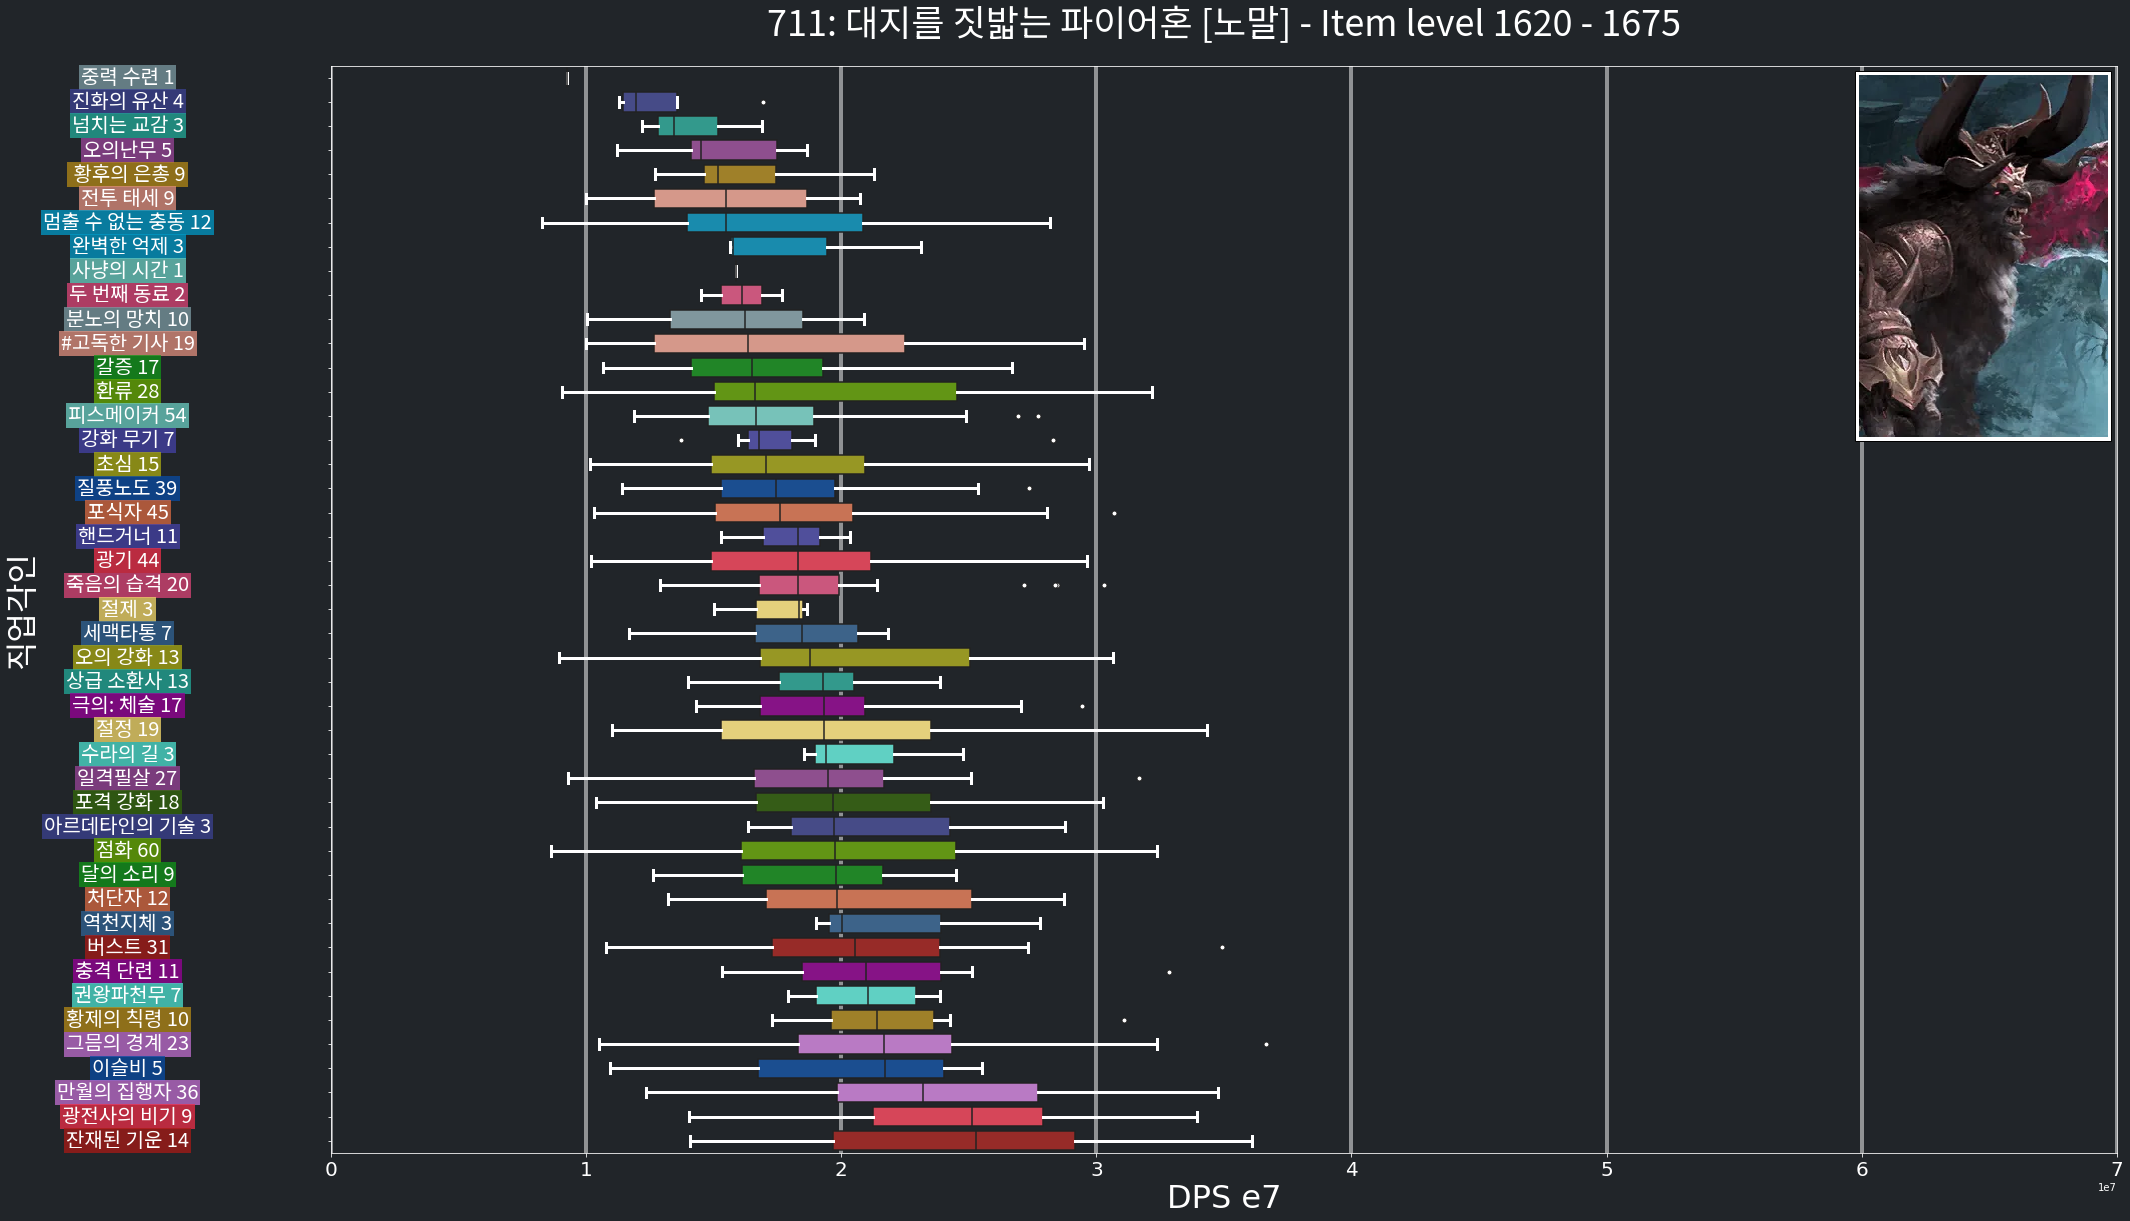 711: 대지를 짓밟는 파이어혼 [노말] - Item level 1620 - 1675
중력 수련 1
진화의 유산 4
넘치는 교감 3
오의난무 5
황후의 은총 9
전투 태세 9
멈출 수 없는 충동 12
완벽한 억제 3
사냥의 시간 1
두 번째 동료 2
분노의 망치 10
#고독한 기사 19
갈증 17
환류 28
피스메이커 54
강화 무기 7
초심 15
질풍노도 39
포식자 45
핸드거너 11
광기 44
죽음의 습격 20
절제 3
세맥타통 7
오의 강화 13
상급 소환사 13
극의: 체술 17
절정 19
수라의 길 3
일격필살 27
포격 강화 18
아르데타인의 기술 3
점화 60
달의 소리 9
처단자 12
역천지체 3
버스트 31
충격 단련 11
권왕파천무 7
황제의 칙령 10
그믐의 경계 23
이슬비 5
만월의 집행자 36
광전사의 비기 9
잔재된 기운 14
직업각인
0 1 2 3 4 5 6 7
1e7
DPS e7